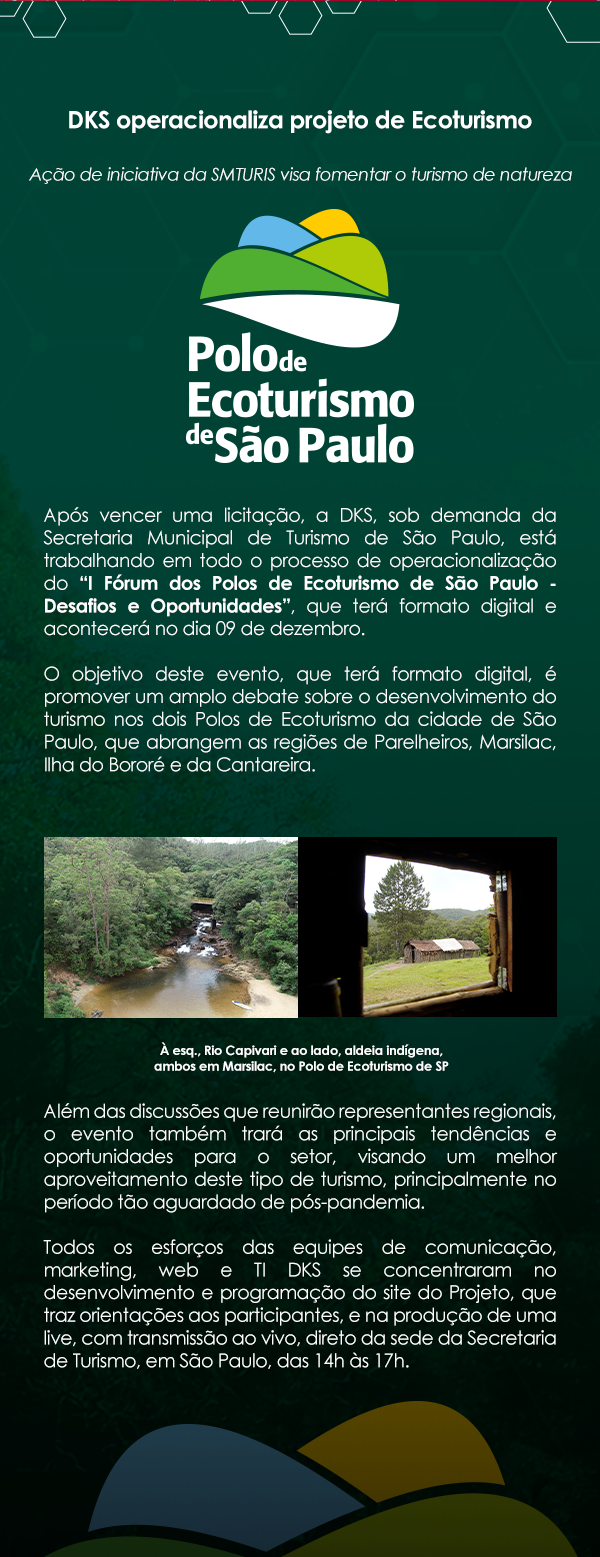 DKS operacionaliza projeto de Ecoturismo
Ação de iniciativa da SMTURIS visa fomentar o turismo de natureza
Polo de
Ecoturismo
de São Paulo
Após vencer uma licitação, a DKS, sob demanda da
Secretaria Municipal de Turismo de São Paulo, está
trabalhando em todo o processo de operacionalização
do “I Fórum dos Polos de Ecoturismo de São Paulo -
Desafios e Oportunidades”, que terá formato digital e
acontecerá no dia 09 de dezembro.
O objetivo deste evento, que terá formato digital, é
promover um amplo debate sobre o desenvolvimento do
turismo nos dois Polos de Ecoturismo da cidade de São
Paulo, que abrangem as regiões de Parelheiros, Marsilac,
Ilha do Bororé e da Cantareira.
À esq., Rio Capivari e ao lado, aldeia indígena,
ambos em Marsilac, no Polo de Ecoturismo de SP
Além das discussões que reunirão representantes regionais,
o evento também trará as principais tendências e
oportunidades para o setor, visando um melhor
aproveitamento deste tipo de turismo, principalmente no
período tão aguardado de pós-pandemia.
Todos os esforços das equipes de comunicação,
marketing, web e TI DKS se concentraram no
desenvolvimento e programação do site do Projeto, que
traz orientações aos participantes, e na produção de uma
live, com transmissão ao vivo, direto da sede da Secretaria
de Turismo, em São Paulo, das 14h às 17h.